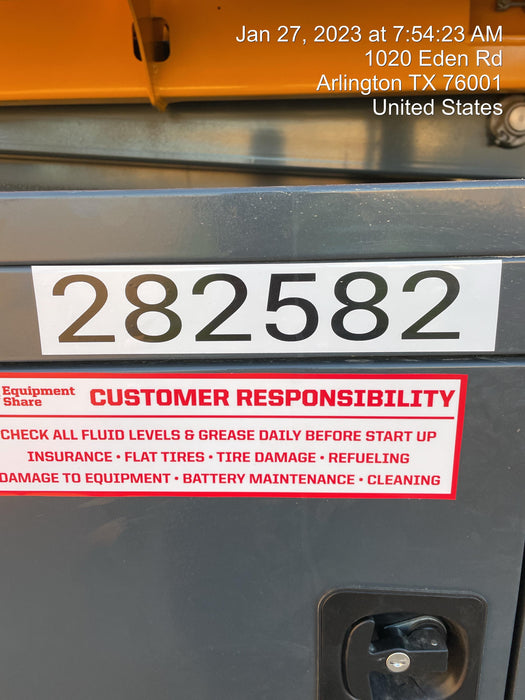 Jan 27, 2023 at 7:54:23 AM
1020 Eden Rd
Arlington TX 76001
United States
282582
Equipment
Share
CUSTOMER RESPONSIBILITY
CHECK ALL FLUID LEVELS & GREASE DAILY BEFORE START UP
INSURANCE • FLAT TIRES • TIRE DAMAGE • REFUELING
DAMAGE TO EQUIPMENT • BATTERY MAINTENANCE • CLEANING